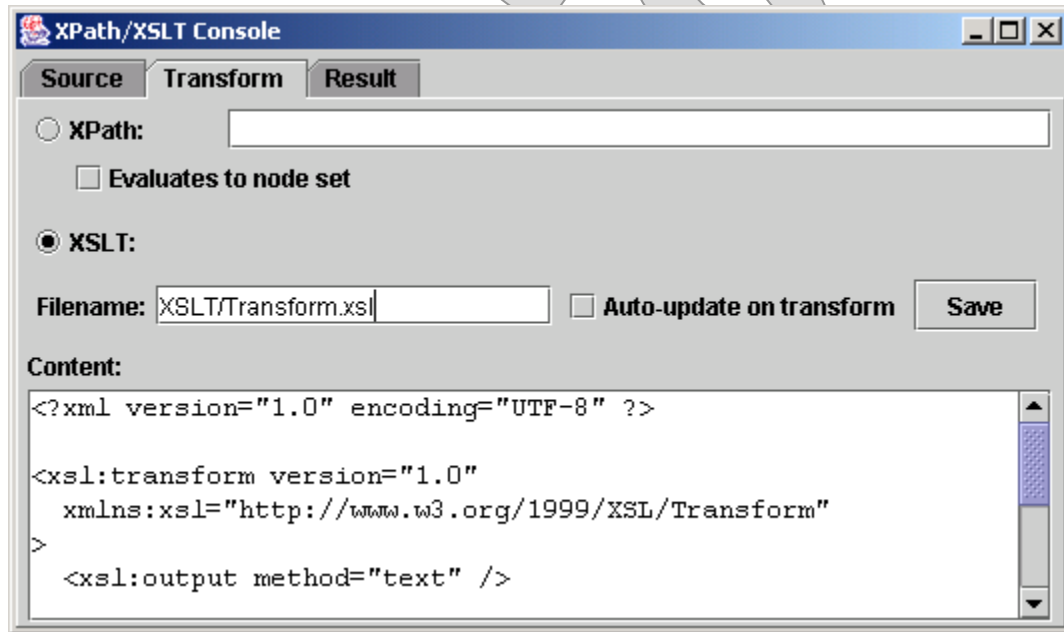 XPath/XSLT Console
Source Transform Result
XPath:
Evaluates to node set
XSLT:
Filename: XSLT/Transform.xsl Auto-update on transform Save
Content:
<?xml version="1.0" encoding="UTF-8" ?>
<xsl:transform version="1.0"
xmlns:xsl="http://www.w3.org/1999/XSL/Transform"
>
<xsl:output method="text" />